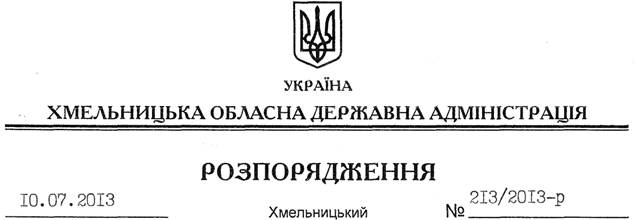 УКРАЇНА
ХМЕЛЬНИЦЬКА ОБЛАСНА ДЕРЖАВНА АДМІНІСТРАЦІЯ
РОЗПОРЯДЖЕННЯ
10.07.2013 Хмельницький № 213/2013-р